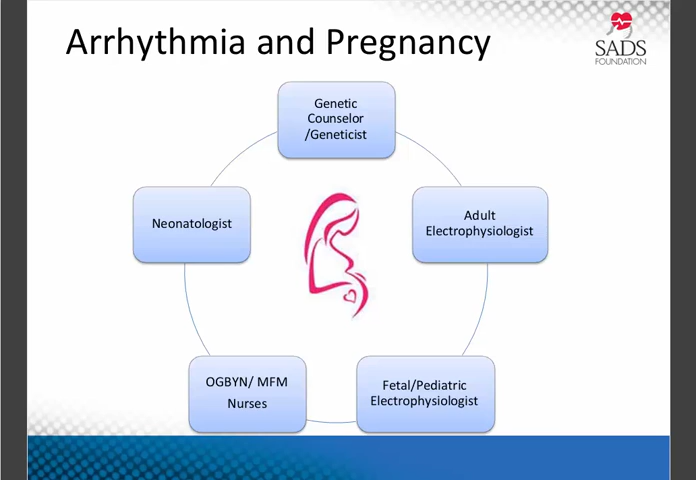 Arrhythmia and Pregnancy
SADS
FOUNDATION
Genetic
Counselor
/Geneticist
Neonatologist
Adult
Electrophysiologist
OGBYN/ MFM
Nurses
Fetal/Pediatric
Electrophysiologist